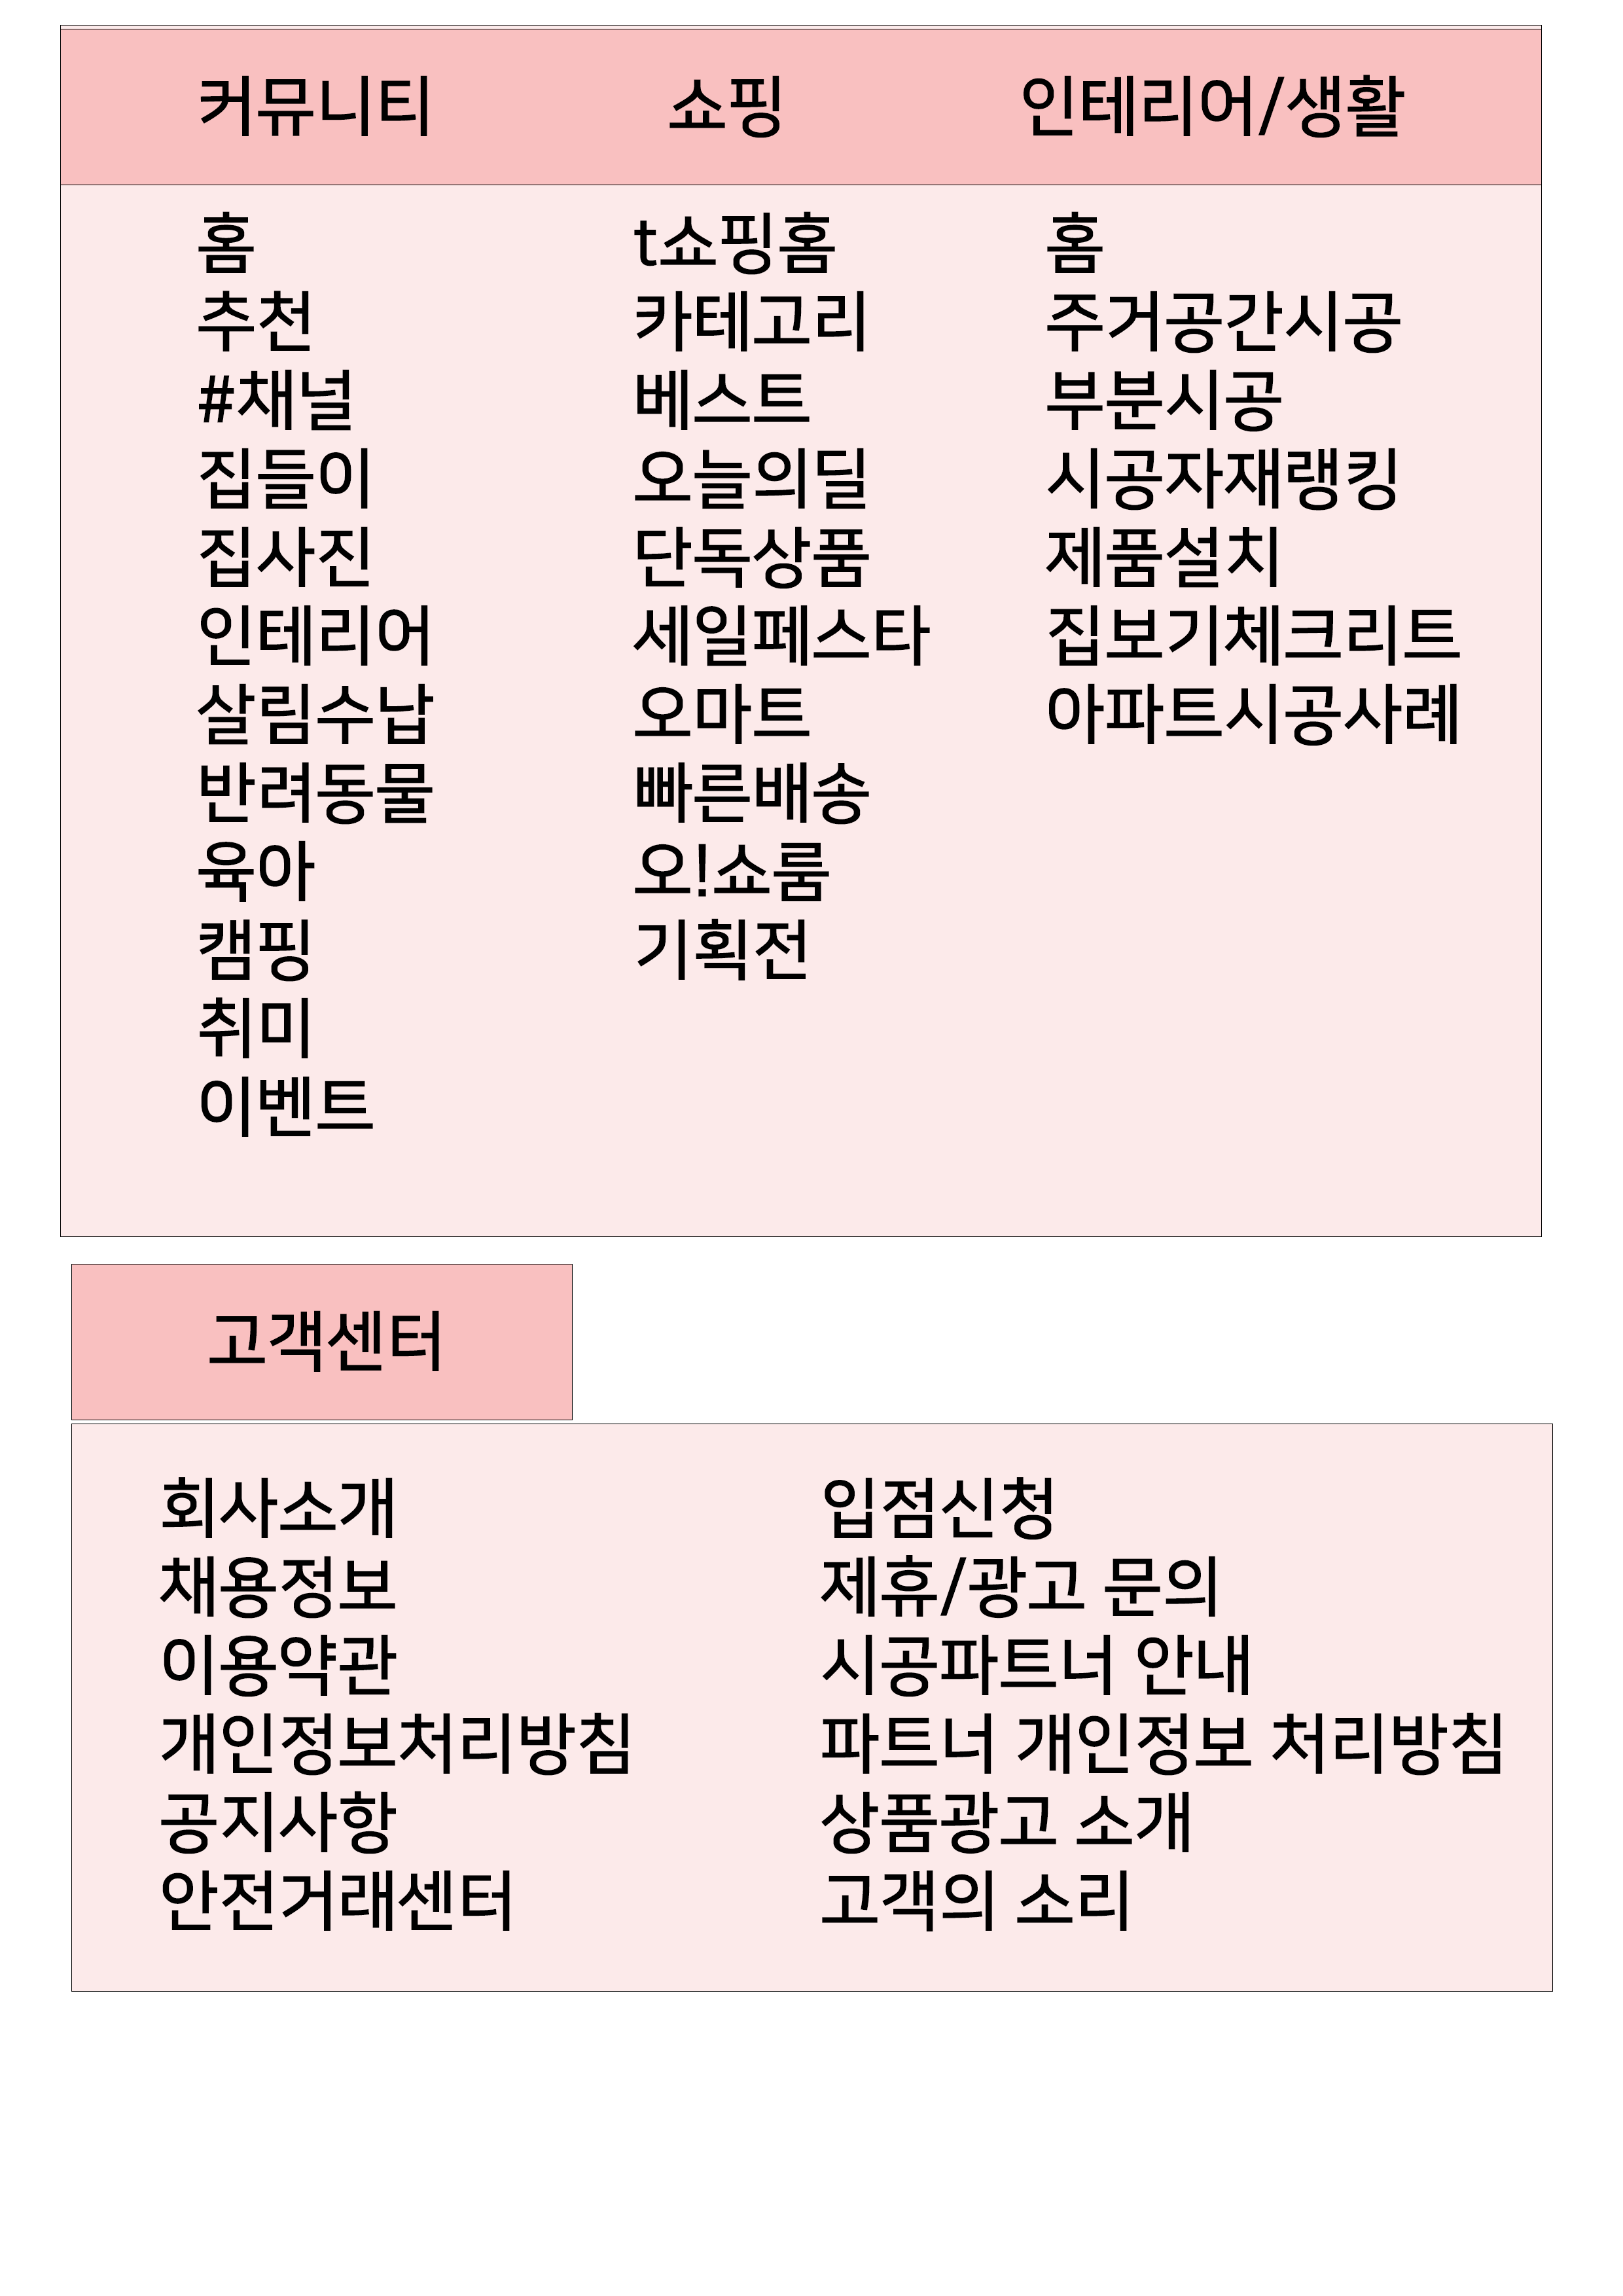 커뮤니티
쇼핑
인테리어/생활
홈
추천
#채널
집들이
집사진
인테리어
살림수납
반려동물
육아
캠핑
취미
이벤트
t쇼핑홈
카테고리
베스트
오늘의딜
단독상품
세일페스타
오마트
빠른배송
오!쇼룸
기획전
홈
주거공간시공
부분시공
시공자재랭킹
제품설치
집보기체크리트
아파트시공사례
고객센터
회사소개
채용정보
이용약관
개인정보처리방침
공지사항
안전거래센터
입점신청
제휴/광고 문의
시공파트너 안내
파트너 개인정보 처리방침
상품광고 소개
고객의 소리